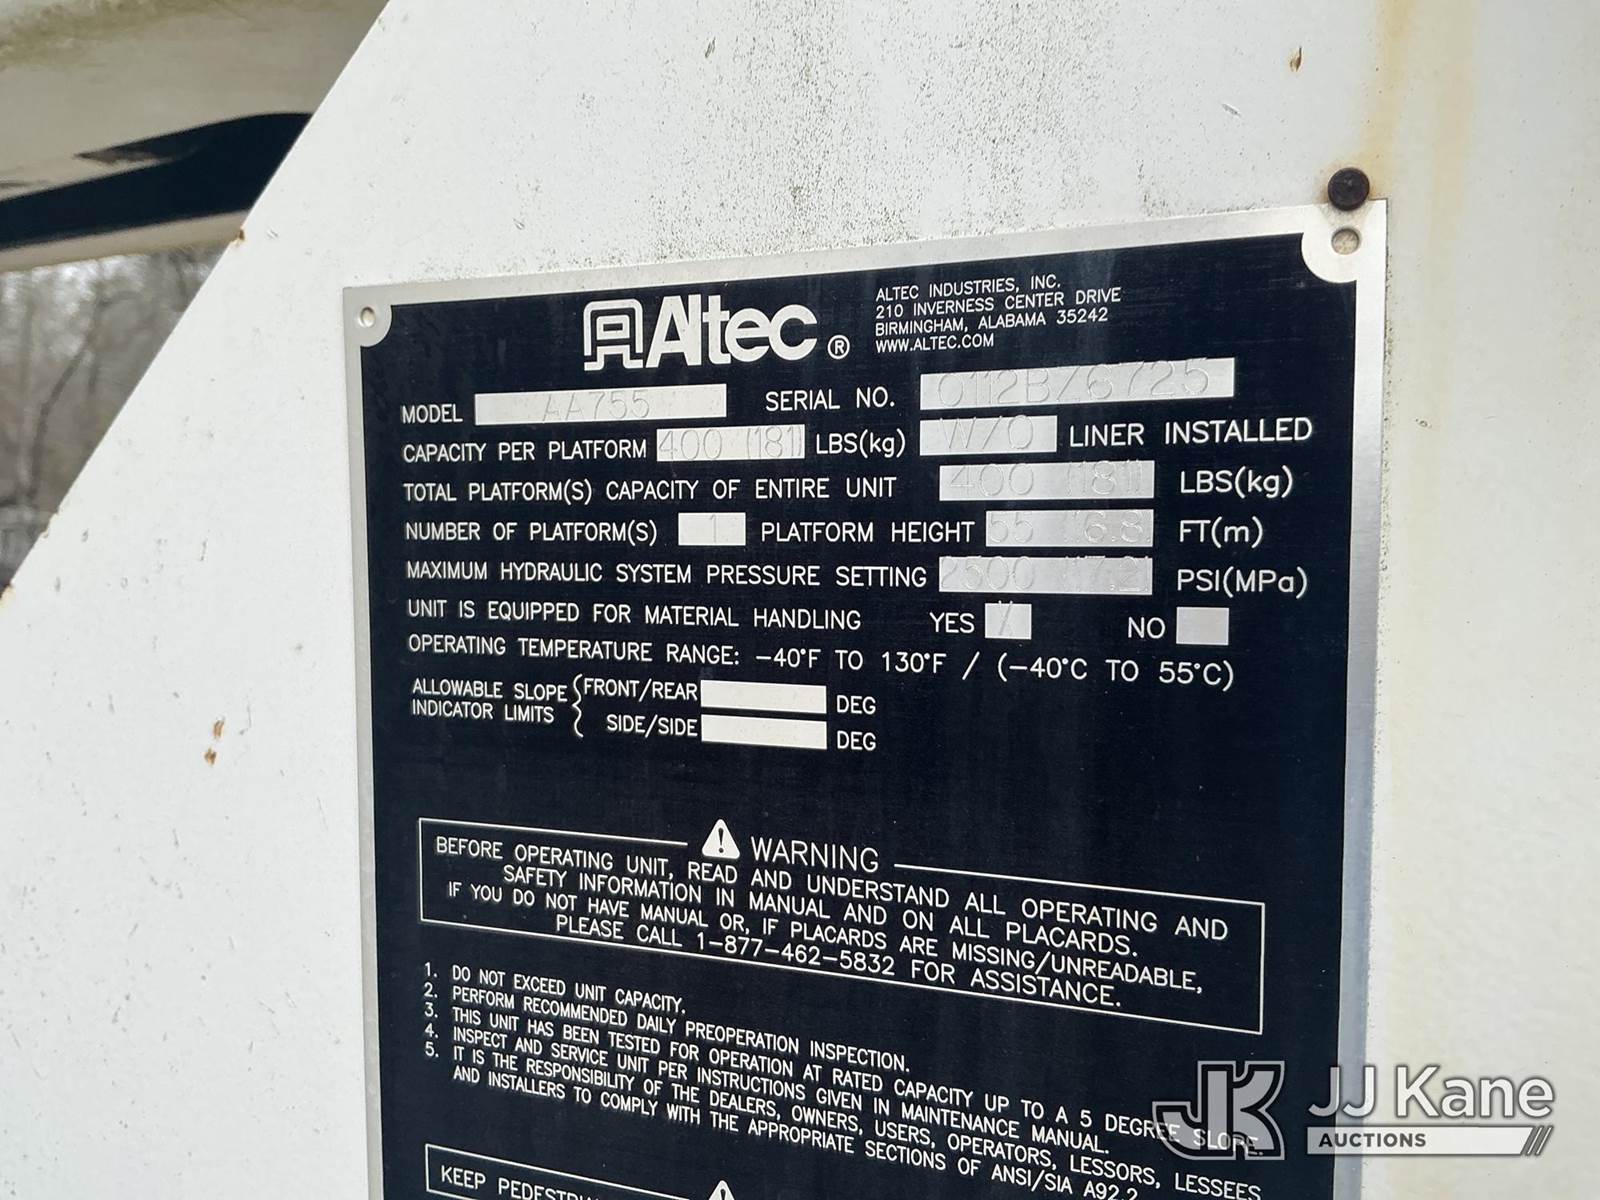 Altec®
ALTEC INDUSTRIES, INC.
210 INVERNESS CENTER DRIVE
BIRMINGHAM, ALABAMA 35242
WWW.ALTEC.COM
MODEL AA755 SERIAL NO. 0112BZ6725
CAPACITY PER PLATFORM 400 (181) LBS(kg) W/O LINER INSTALLED
TOTAL PLATFORM(S) CAPACITY OF ENTIRE UNIT 400 (181) LBS(kg)
NUMBER OF PLATFORM(S) 1 PLATFORM HEIGHT 55 16.8 FT(m)
MAXIMUM HYDRAULIC SYSTEM PRESSURE SETTING 2500 17.2 PSI(MPa)
UNIT IS EQUIPPED FOR MATERIAL HANDLING YES X NO
OPERATING TEMPERATURE RANGE: -40°F TO 130°F / (-40°C TO 55°C)
ALLOWABLE SLOPE INDICATOR LIMITS { FRONT/REAR DEG
SIDE/SIDE DEG
WARNING
BEFORE OPERATING UNIT, READ AND UNDERSTAND ALL OPERATING AND
SAFETY INFORMATION IN MANUAL AND ON ALL PLACARDS.
IF YOU DO NOT HAVE MANUAL OR, IF PLACARDS ARE MISSING/UNREADABLE,
PLEASE CALL 1-877-462-5832 FOR ASSISTANCE.
1. DO NOT EXCEED UNIT CAPACITY.
2. PERFORM RECOMMENDED DAILY PREOPERATION INSPECTION.
3. THIS UNIT HAS BEEN TESTED FOR OPERATION AT RATED CAPACITY UP TO A 5 DEGREE SLOPE.
4. INSPECT AND SERVICE UNIT PER INSTRUCTIONS GIVEN IN MAINTENANCE MANUAL.
5. IT IS THE RESPONSIBILITY OF THE DEALERS, OWNERS, USERS, OPERATORS, LESSORS, LESSEES
AND INSTALLERS TO COMPLY WITH THE APPROPRIATE SECTIONS OF ANSI/SIA A92.2
KEEP
JK JJ Kane
AUCTIONS